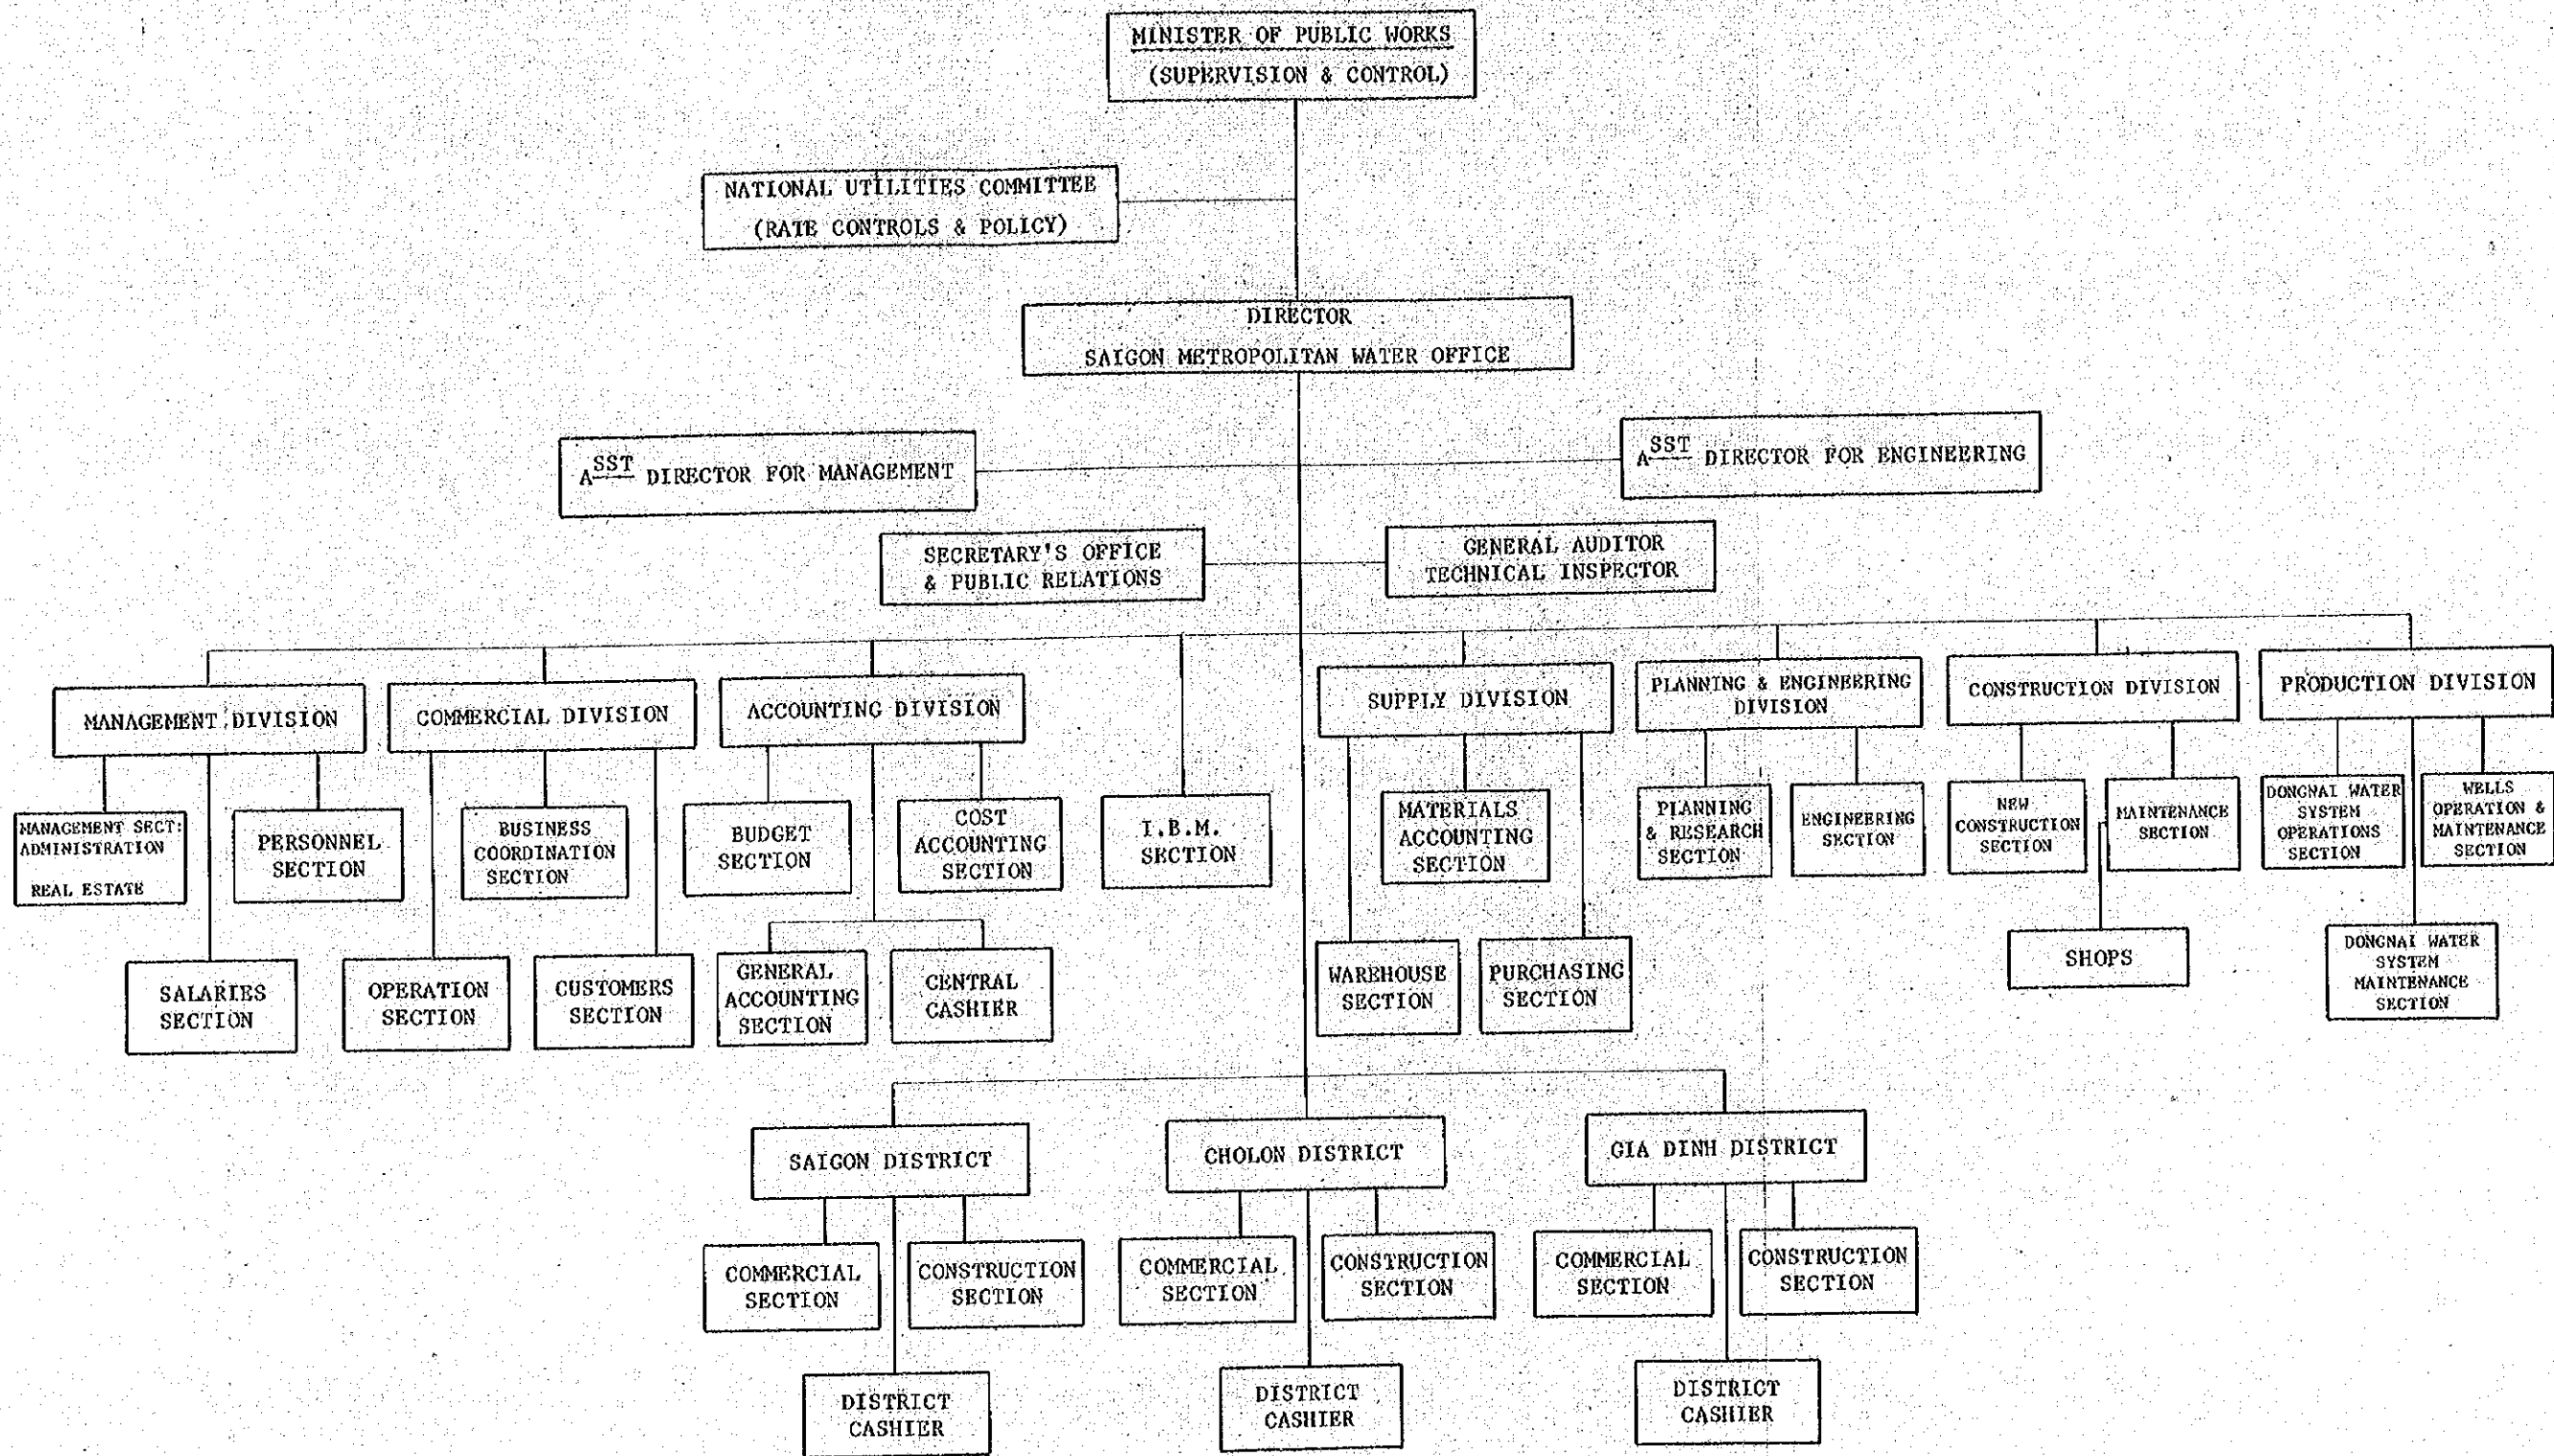 MINISTER OF PUBLIC WORKS
(SUPERVISION & CONTROL)
NATIONAL UTILITIES COMMITTEE
(RATE CONTROLS & POLICY)
DIRECTOR
SAIGON METROPOLITAN WATER OFFICE
ASST DIRECTOR FOR MANAGEMENT
ASST DIRECTOR FOR ENGINEERING
SECRETARY'S OFFICE
& PUBLIC RELATIONS
GENERAL AUDITOR
TECHNICAL INSPECTOR
MANAGEMENT DIVISION
COMMERCIAL DIVISION
ACCOUNTING DIVISION
SUPPLY DIVISION
PLANNING & ENGINEERING
DIVISION
CONSTRUCTION DIVISION
PRODUCTION DIVISION
MANAGEMENT SECT:
ADMINISTRATION
REAL ESTATE
PERSONNEL
SECTION
BUSINESS
COORDINATION
SECTION
BUDGET
SECTION
COST
ACCOUNTING
SECTION
I.B.M.
SECTION
MATERIALS
ACCOUNTING
SECTION
PLANNING
& RESEARCH
SECTION
ENGINEERING
SECTION
NEW
CONSTRUCTION
SECTION
MAINTENANCE
SECTION
DONGNAI WATER
SYSTEM
OPERATIONS
SECTION
WELLS
OPERATION &
MAINTENANCE
SECTION
SALARIES
SECTION
OPERATION
SECTION
CUSTOMERS
SECTION
GENERAL
ACCOUNTING
SECTION
CENTRAL
CASHIER
WAREHOUSE
SECTION
PURCHASING
SECTION
SHOPS
DONGNAI WATER
SYSTEM
MAINTENANCE
SECTION
SAIGON DISTRICT
CHOLON DISTRICT
GIA DINH DISTRICT
COMMERCIAL
SECTION
CONSTRUCTION
SECTION
COMMERCIAL
SECTION
CONSTRUCTION
SECTION
COMMERCIAL
SECTION
CONSTRUCTION
SECTION
DISTRICT
CASHIER
DISTRICT
CASHIER
DISTRICT
CASHIER